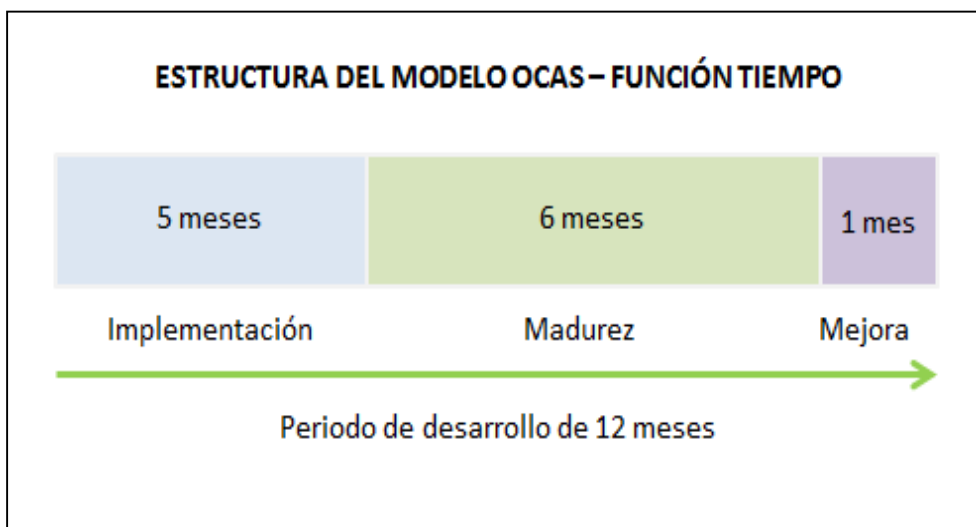 ESTRUCTURA DEL MODELO OCAS – FUNCIÓN TIEMPO
5 meses
6 meses
1 mes
Implementación
Madurez
Mejora
Periodo de desarrollo de 12 meses